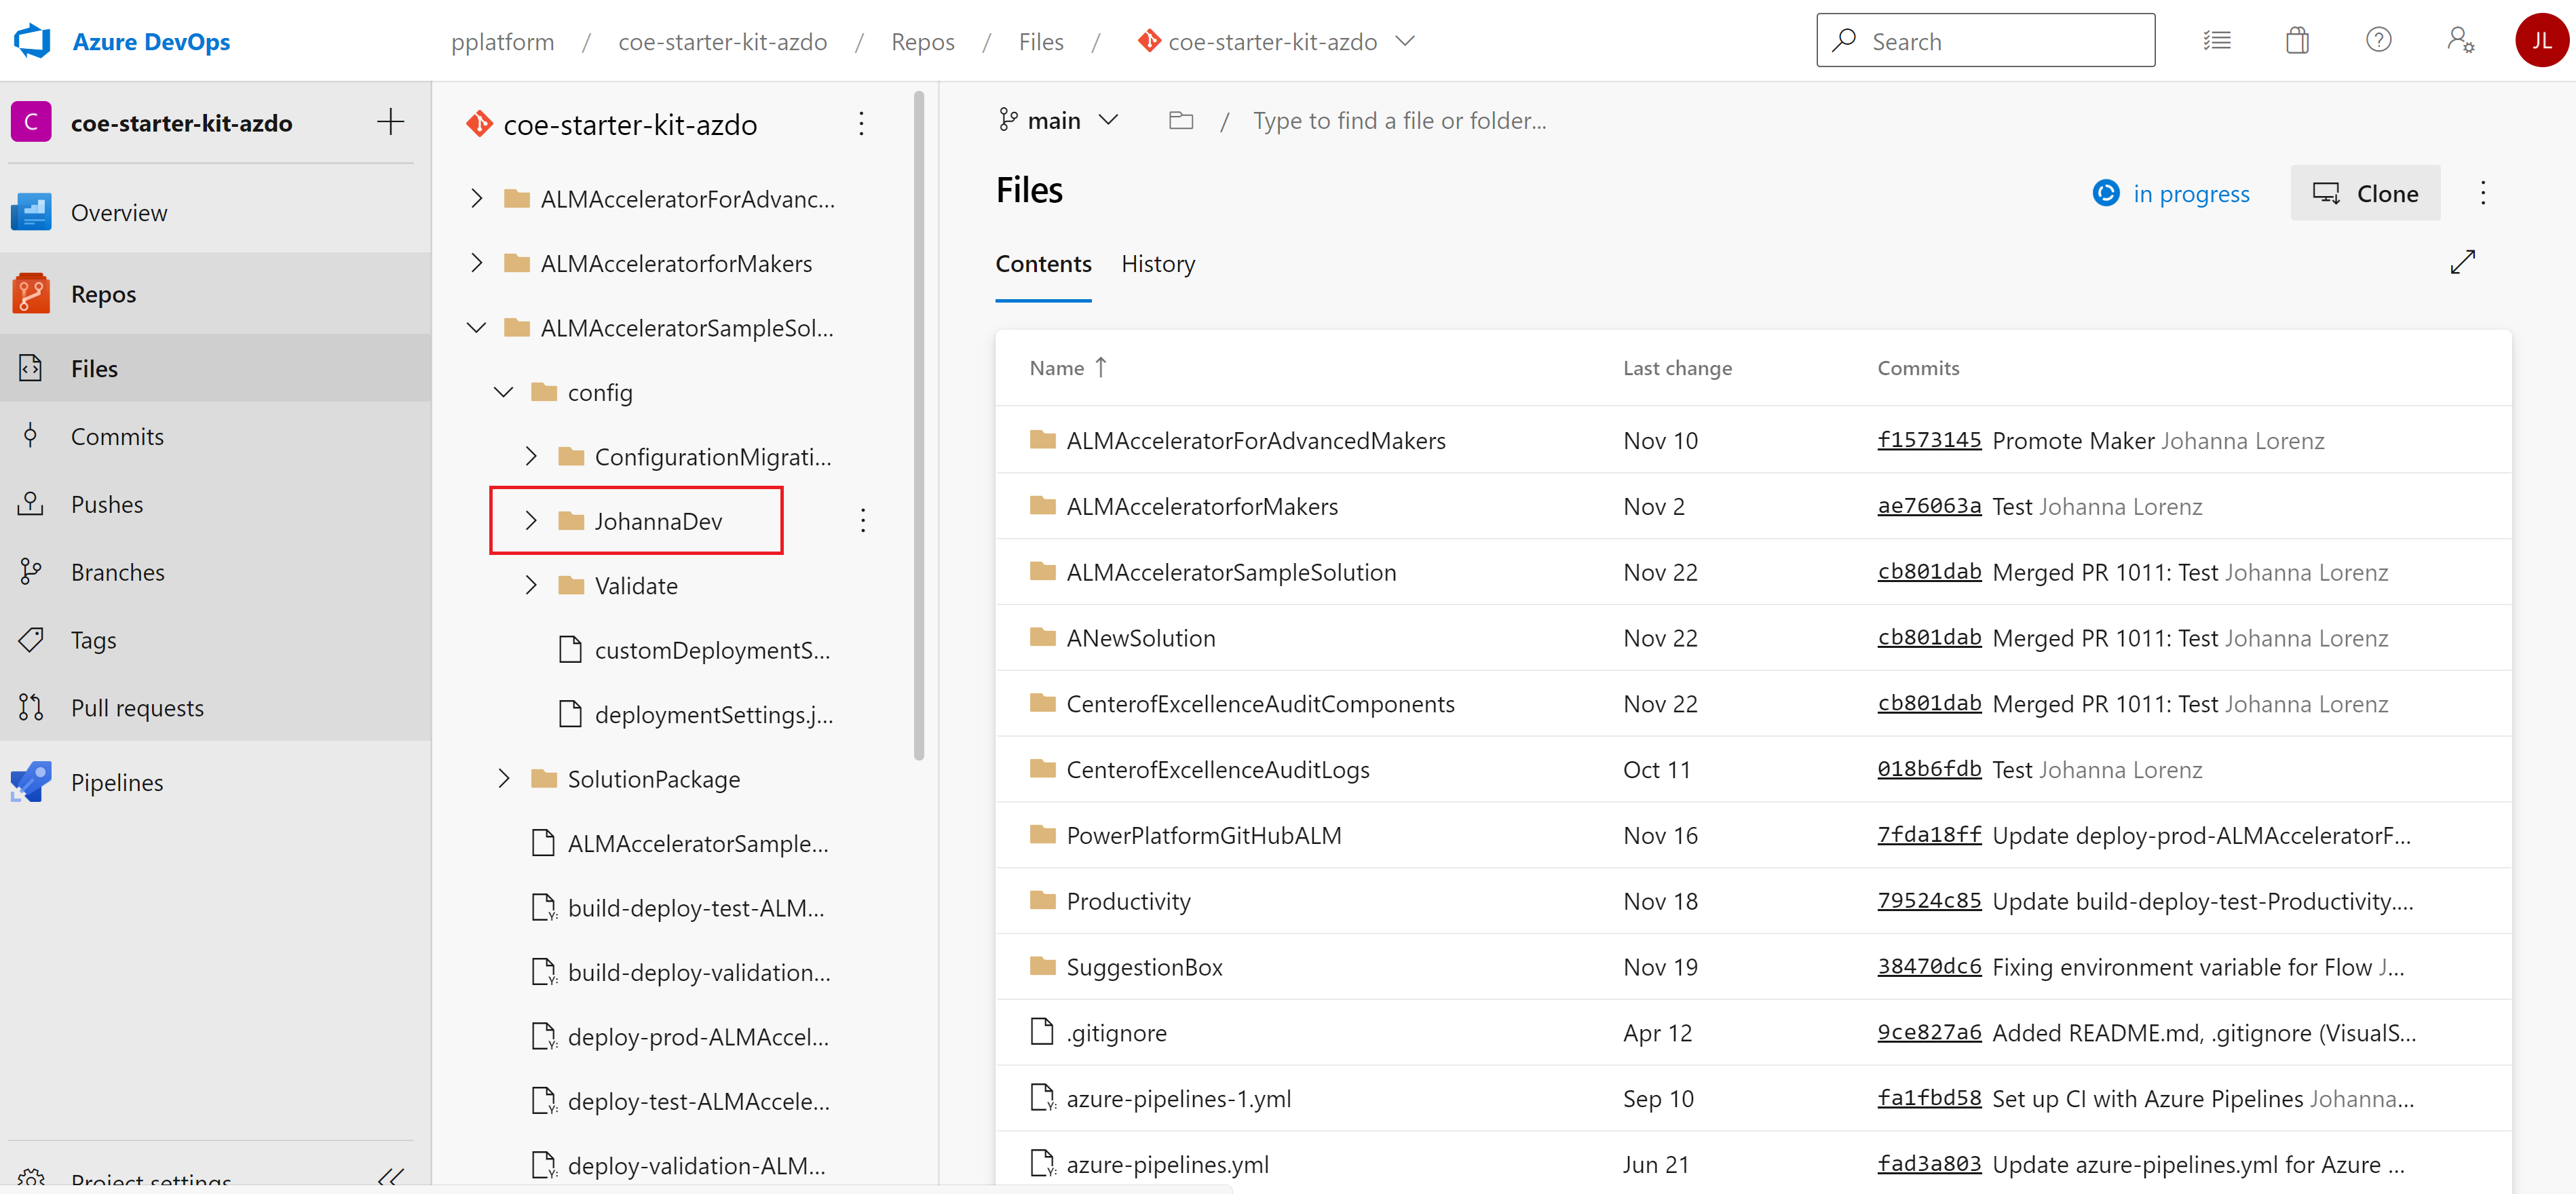 Azure DevOps
pplatform / coe-starter-kit-azdo / Repos / Files / coe-starter-kit-azdo
Search
JL
C
coe-starter-kit-azdo
Overview
Repos
Files
Commits
Pushes
Branches
Tags
Pull requests
Pipelines
Project settings
coe-starter-kit-azdo
ALMAcceleratorForAdvanc...
ALMAcceleratorforMakers
ALMAcceleratorSampleSol...
config
ConfigurationMigrati...
JohannaDev
Validate
customDeploymentS...
deploymentSettings.j...
SolutionPackage
ALMAcceleratorSample...
build-deploy-test-ALM...
build-deploy-validation...
deploy-prod-ALMAccel...
deploy-test-ALMAccele...
deploy-validation-ALM...
main / Type to find a file or folder...
Files
in progress
Clone
Contents History
Name Last change Commits
ALMAcceleratorForAdvancedMakers Nov 10 f1573145 Promote Maker Johanna Lorenz
ALMAcceleratorforMakers Nov 2 ae76063a Test Johanna Lorenz
ALMAcceleratorSampleSolution Nov 22 cb801dab Merged PR 1011: Test Johanna Lorenz
ANewSolution Nov 22 cb801dab Merged PR 1011: Test Johanna Lorenz
CenterofExcellenceAuditComponents Nov 22 cb801dab Merged PR 1011: Test Johanna Lorenz
CenterofExcellenceAuditLogs Oct 11 018b6fdb Test Johanna Lorenz
PowerPlatformGitHubALM Nov 16 7fda18ff Update deploy-prod-ALMAcceleratorF...
Productivity Nov 18 79524c85 Update build-deploy-test-Productivity....
SuggestionBox Nov 19 38470dc6 Fixing environment variable for Flow J...
.gitignore Apr 12 9ce827a6 Added README.md, .gitignore (VisualS...
azure-pipelines-1.yml Sep 10 fa1fbd58 Set up CI with Azure Pipelines Johanna...
azure-pipelines.yml Jun 21 fad3a803 Update azure-pipelines.yml for Azure ...